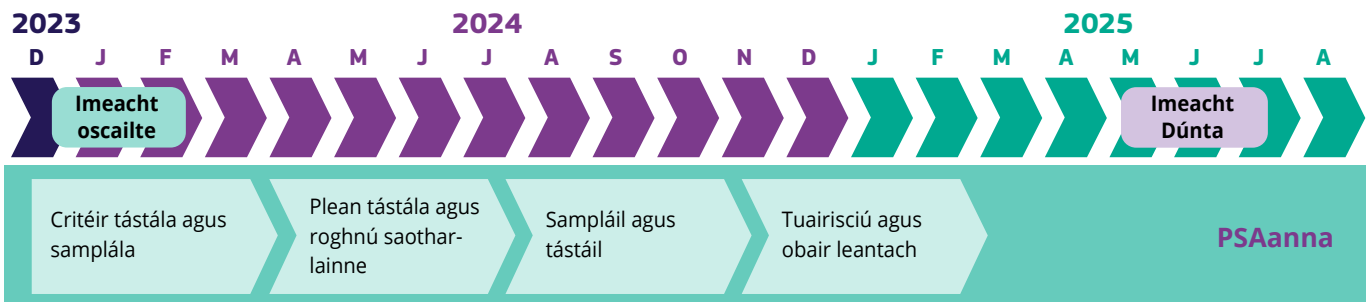 2023 2024 2025
D J F M A M J J A S O N D J F M A M J J A
Imeacht
oscailte
Imeacht
Dúnta
Critéir tástála agus
samplála
Plean tástála agus
roghnú saothar-
lainne
Sampláil agus
tástáil
Tuairisciú agus
obair leantach
PSAanna